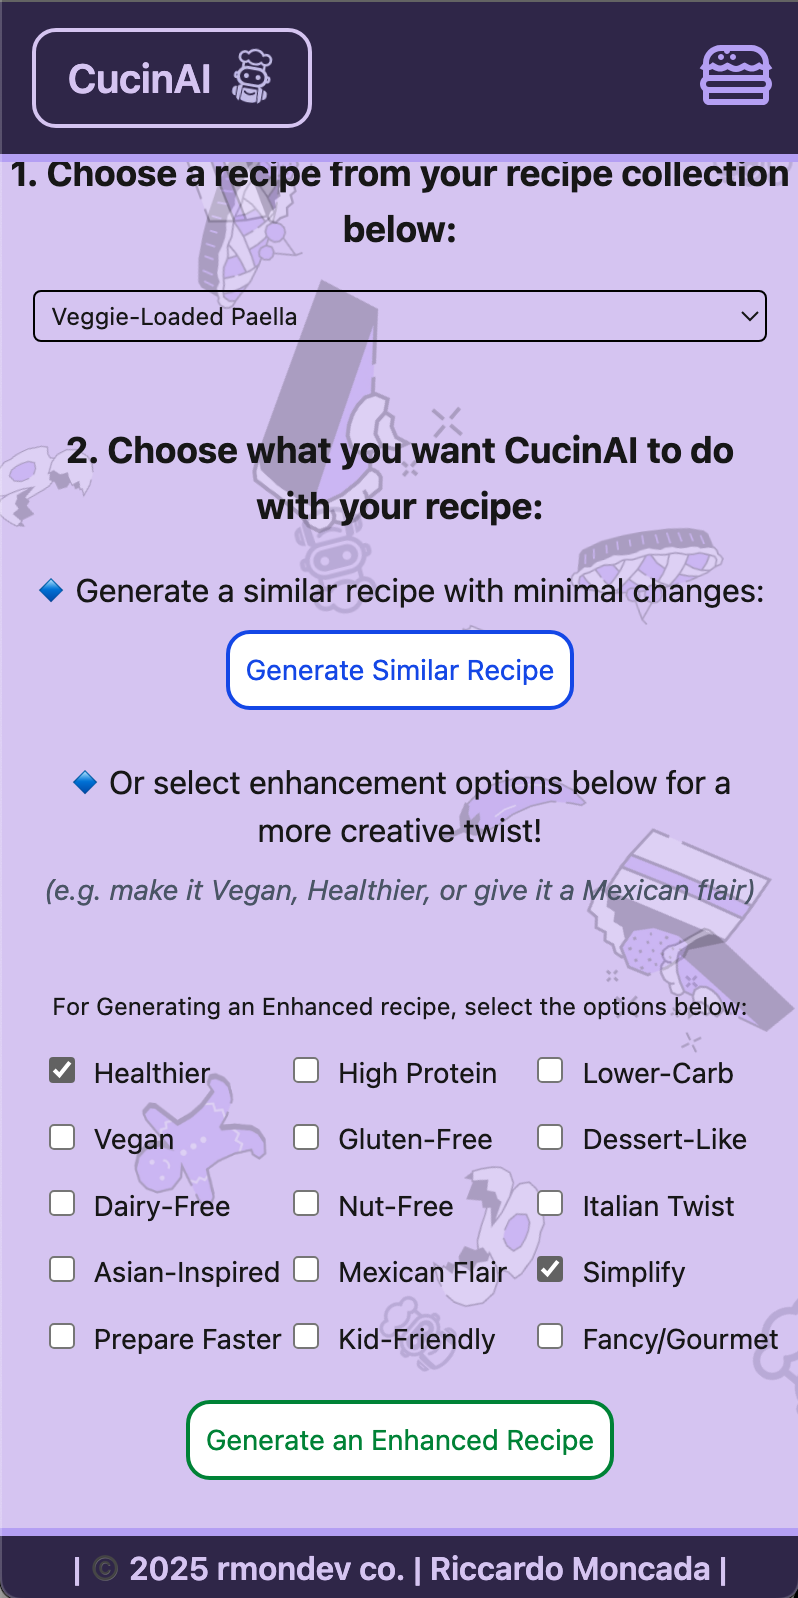 CucinAI
1. Choose a recipe from your recipe collection
below:
Veggie-Loaded Paella
2. Choose what you want CucinAI to do
with your recipe:
🔹 Generate a similar recipe with minimal changes:
Generate Similar Recipe
🔹 Or select enhancement options below for a
more creative twist!
(e.g. make it Vegan, Healthier, or give it a Mexican flair)
For Generating an Enhanced recipe, select the options below:
Healthier High Protein Lower-Carb
Vegan Gluten-Free Dessert-Like
Dairy-Free Nut-Free Italian Twist
Asian-Inspired Mexican Flair Simplify
Prepare Faster Kid-Friendly Fancy/Gourmet
Generate an Enhanced Recipe
| © 2025 rmondev co. | Riccardo Moncada |